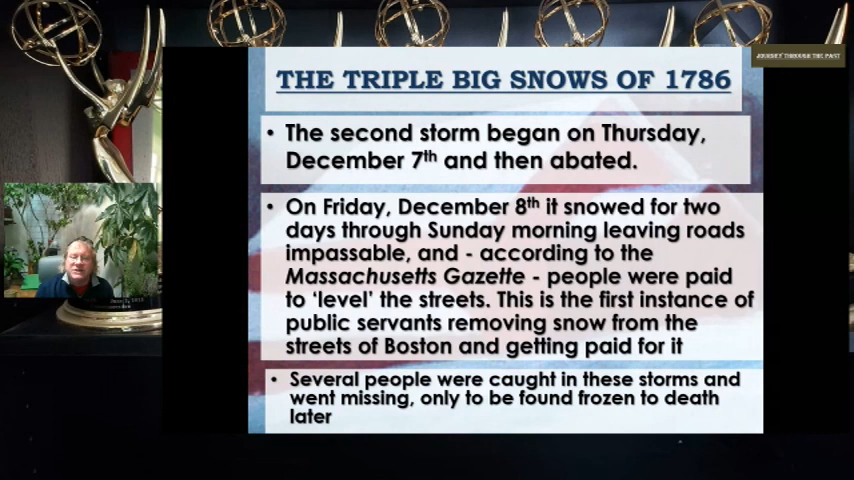 JOURNEY THROUGH THE PAST
THE TRIPLE BIG SNOWS OF 1786
• The second storm began on Thursday,
December 7th and then abated.
• On Friday, December 8th it snowed for two
days through Sunday morning leaving roads
impassable, and - according to the
Massachusetts Gazette - people were paid
to ‘level’ the streets. This is the first instance of
public servants removing snow from the
streets of Boston and getting paid for it
• Several people were caught in these storms and
went missing, only to be found frozen to death
later